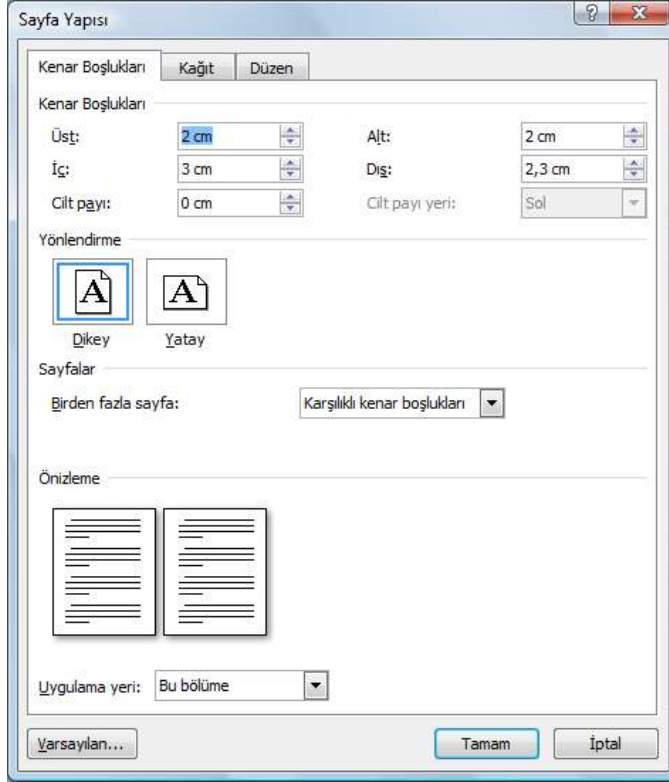 Sayfa Yapısı
Kenar Boşlukları Kağıt Düzen
Kenar Boşlukları
Üst: 2 cm Alt: 2 cm
İç: 3 cm Dış: 2,3 cm
Cilt payı: 0 cm Cilt payı yeri: Sol
Yönlendirme
A A
Dikey Yatay
Sayfalar
Birden fazla sayfa: Karşılıklı kenar boşlukları
Önizleme
Uygulama yeri: Bu bölüme
Varsayılan... Tamam İptal